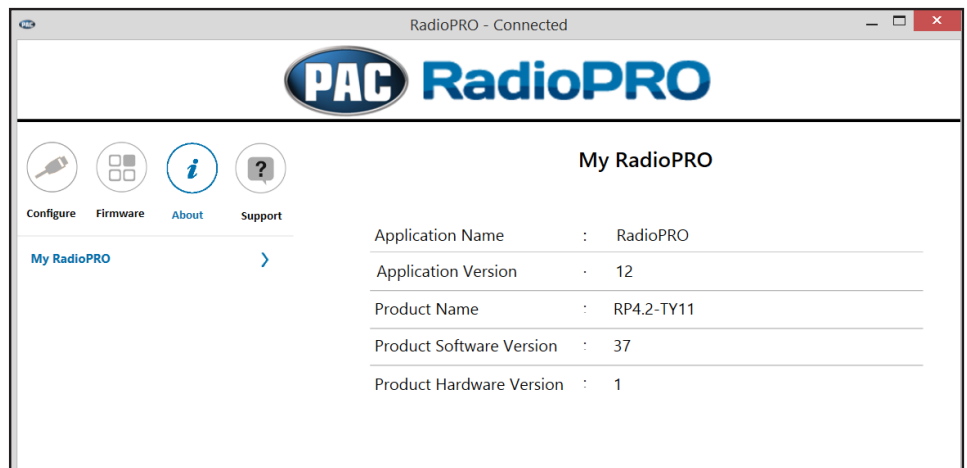 RadioPRO - Connected
PAC RadioPRO
Configure Firmware About Support
My RadioPRO
My RadioPRO
Application Name : RadioPRO
Application Version · 12
Product Name : RP4.2-TY11
Product Software Version : 37
Product Hardware Version : 1